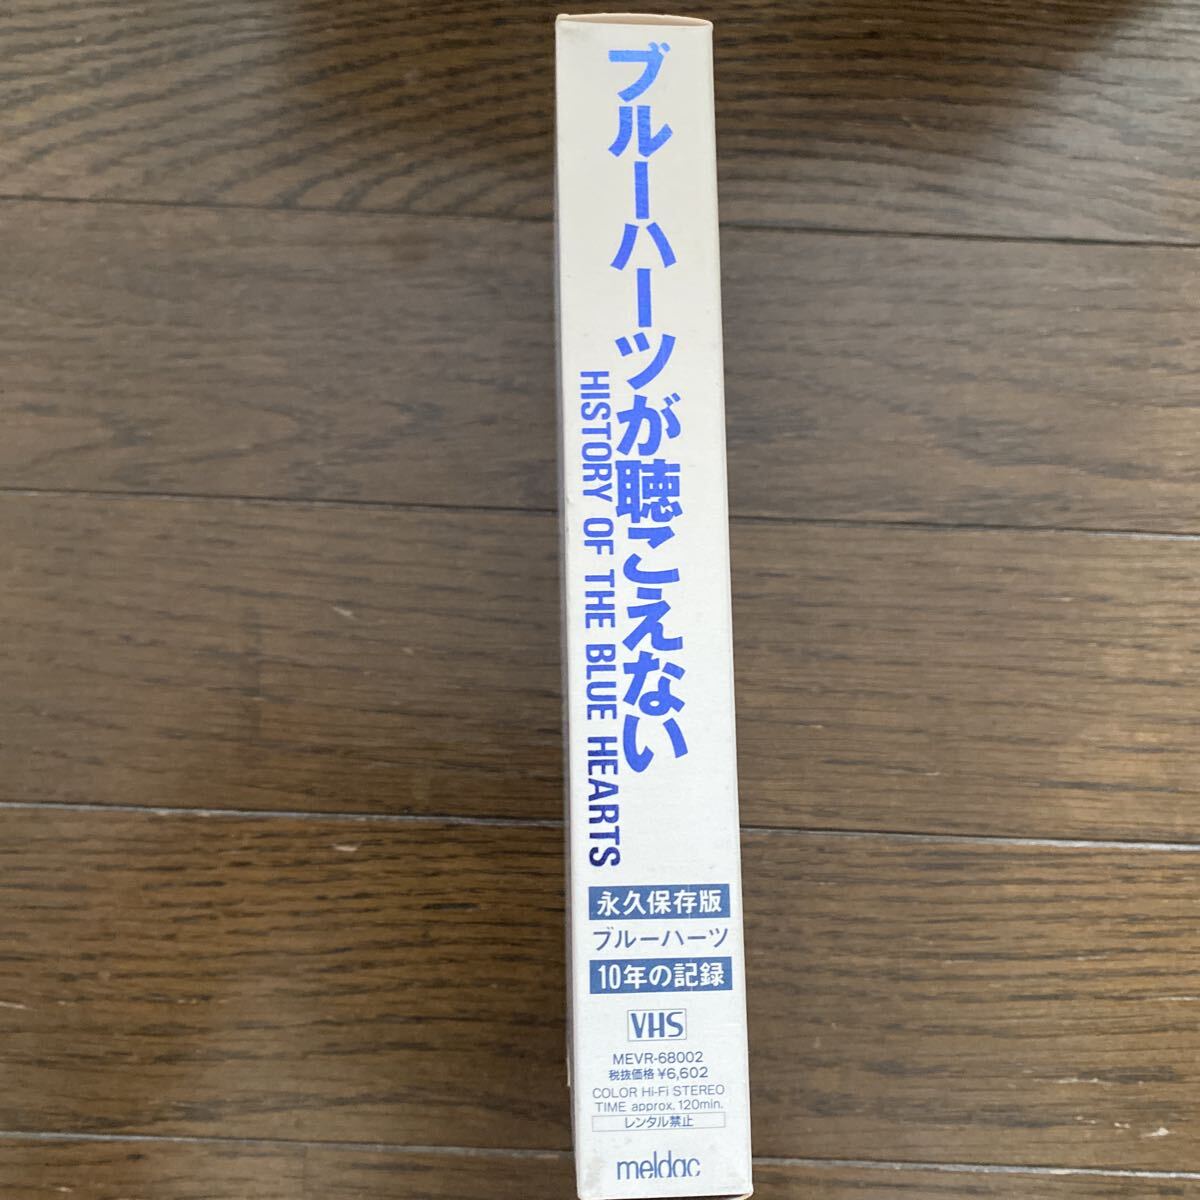 ブルーハーツが聴こえない
HISTORY OF THE BLUE HEARTS
永久保存版
ブルーハーツ
10年の記録
VHS
MEVR-68002
税抜価格 ¥6,602
COLOR Hi-Fi STEREO
TIME approx. 120min.
レンタル禁止
meldac